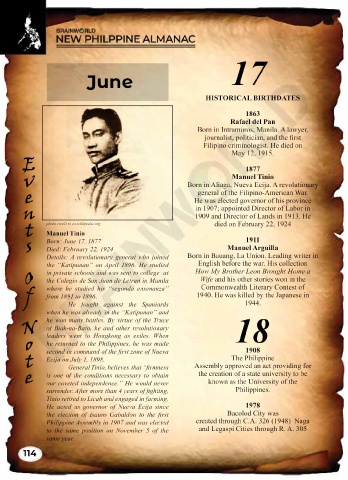 BRAINWORLD
NEW PHILPPINE ALMANAC
June
Events Of Note
Manuel Tinio
Born: June 17, 1877
Died: February 22, 1924
Details: A revolutionary general who joined
the "Katipunan" on April 1896. He studied
in private schools and was sent to college at
the Colegio de San Juan de Letran in Manila
where he studied his "segunda ensenanza"
from 1891 to 1896.
He fought against the Spaniards
when he was already in the "Katipunan" and
he won many battles. By virtue of the Truce
of Biak-na-Bato, he and other revolutionary
leaders went to Hongkong as exiles. When
he returned to the Philippines, he was made
second in command of the first zone of Nueva
Ecija on July 1, 1898.
General Tinio, believes that "firmness
is one of the conditions necessary to obtain
our coveted independence." He would never
surrender. After more than 4 years of fighting,
Tinio retired to Licab and engaged in farming.
He acted as governor of Nueva Ecija since
the election of Isauro Gabaldon to the first
Philippine Assembly in 1907 and was elected
to the same position on November 5 of the
same year.
114
17
HISTORICAL BIRTHDATES
1863
Rafael del Pan
Born in Intramuros, Manila. A lawyer,
journalist, politician, and the first
Filipino criminologist. He died on
May 12, 1915.
1877
Manuel Tinio
Born in Aliaga, Nueva Ecija. A revolutionary
general of the Filipino-American War.
He was elected governor of his province
in 1907; appointed Director of Labor in
1909 and Director of Lands in 1913. He
died on February 22, 1924
1911
Manuel Arguilla
Born in Bauang, La Union. Leading writer in
English before the war. His collection
How My Brother Leon Brought Home a
Wife and his other stories won in the
Commonwealth Literary Contest of
1940. He was killed by the Japanese in
1944.
18
1908
The Philippine
Assembly approved an act providing for
the creation of a state university to be
known as the University of the
Philippines.
1978
Bacolod City was
created through C.A. 326 (1948) Naga
and Legaspi Cities through R. A. 305